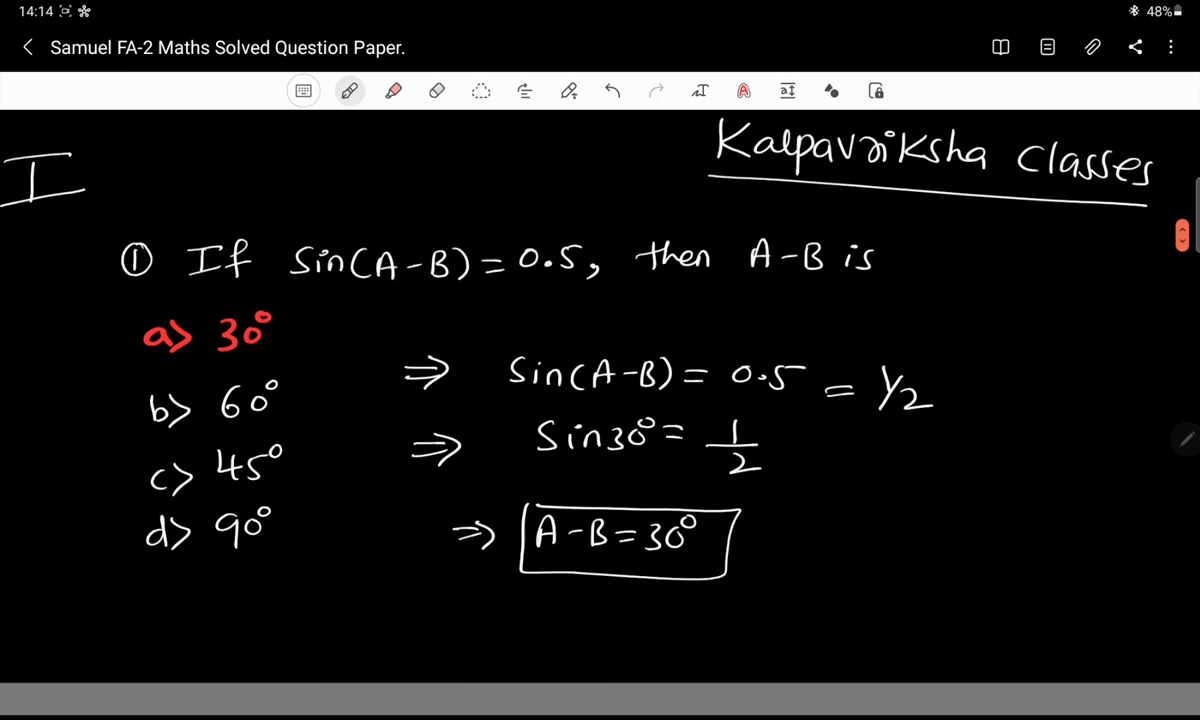 14:14
48%
Samuel FA-2 Maths Solved Question Paper.
Kalpavriksha Classes
I
① If Sin(A-B) = 0.5, then A-B is
a> 30°
b> 60°
c> 45°
d> 90°
⇒ Sin(A-B) = 0.5 = 1/2
⇒ Sin30° = 1/2
⇒ A-B = 30°